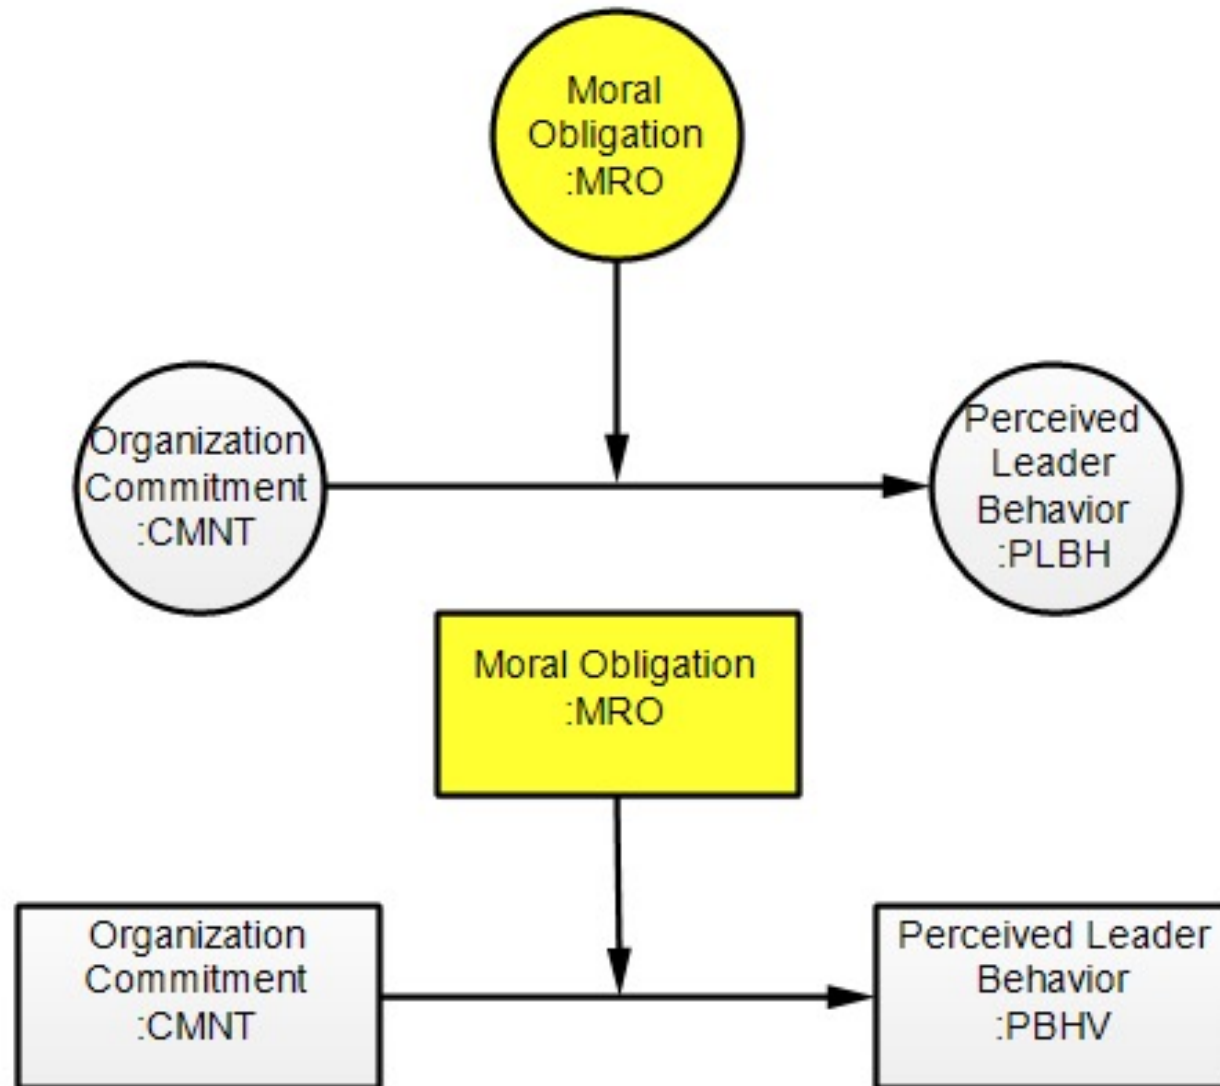 Moral
Obligation
:MRO
Organization
Commitment
:CMNT
Perceived
Leader
Behavior
:PLBH
Moral Obligation
:MRO
Organization
Commitment
:CMNT
Perceived Leader
Behavior
:PBHV